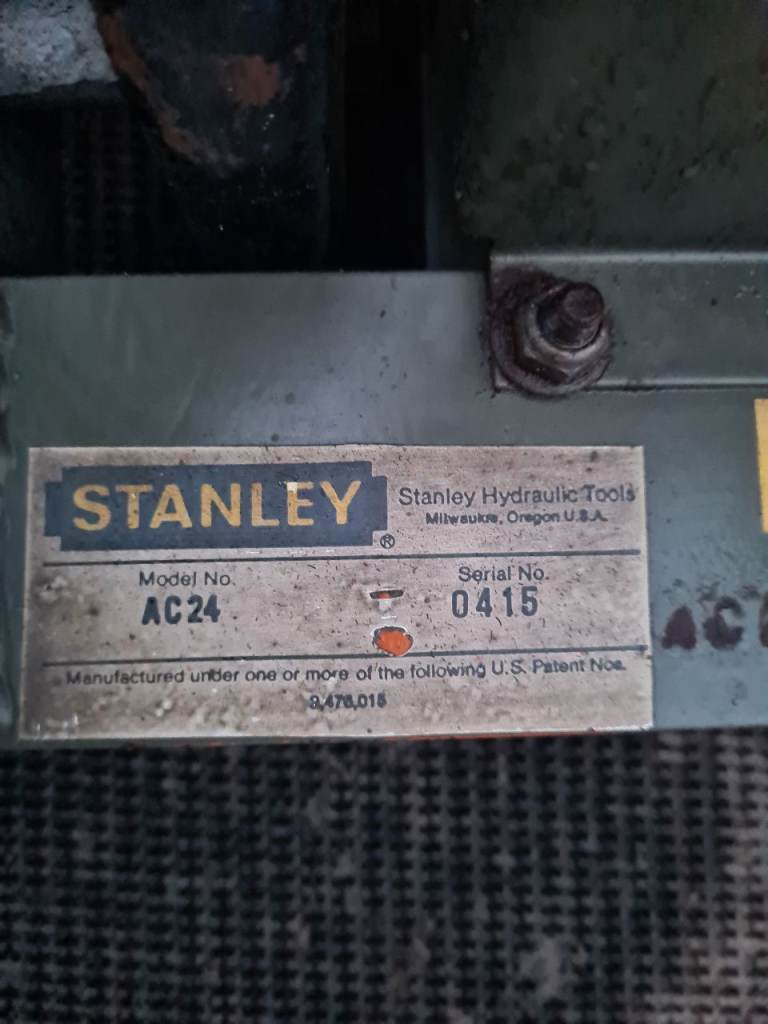 STANLEY
®
Stanley Hydraulic Tools
Milwaukie, Oregon U.S.A.
Model No.
AC24
Serial No.
0415
Manufactured under one or more of the following U.S. Patent Nos.
3,476,015
AC